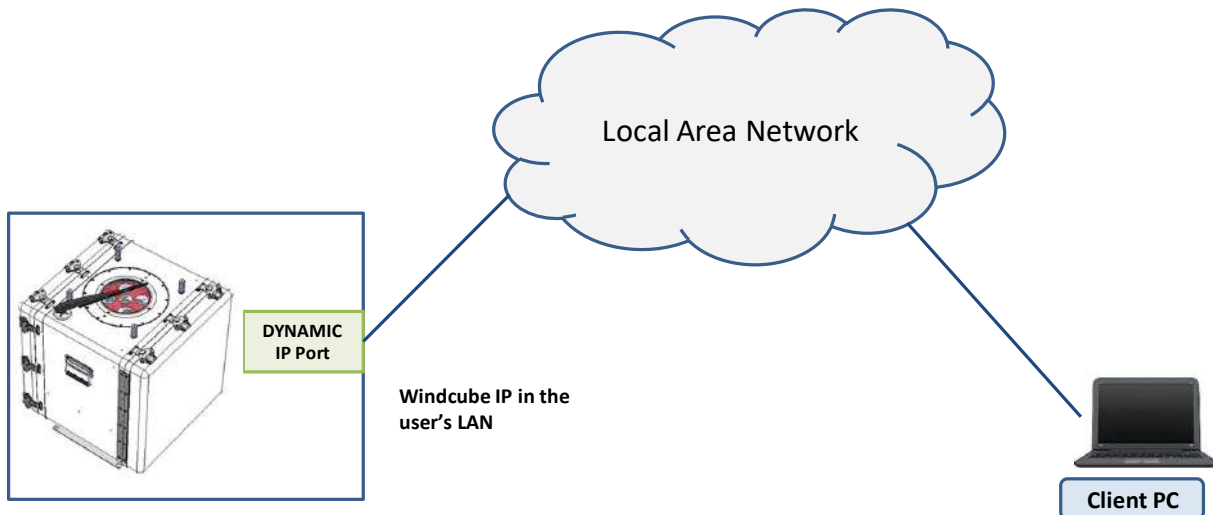 Local Area Network
DYNAMIC
IP Port
Windcube IP in the
user's LAN
Client PC